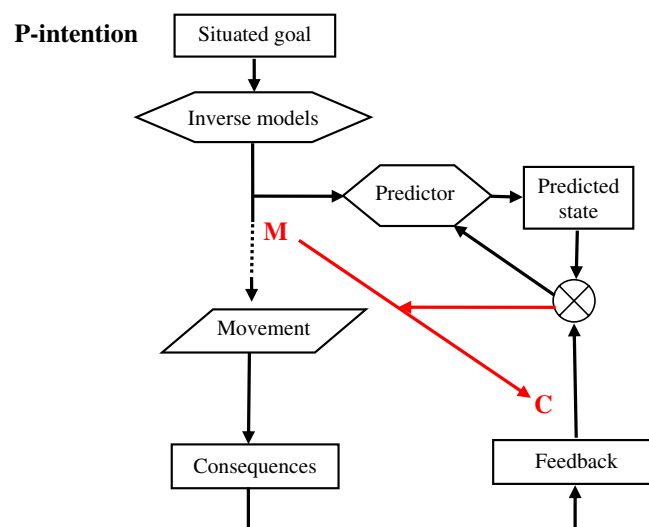 P-intention
Situated goal
Inverse models
Predictor
Predicted
state
M
Movement
C
Consequences
Feedback